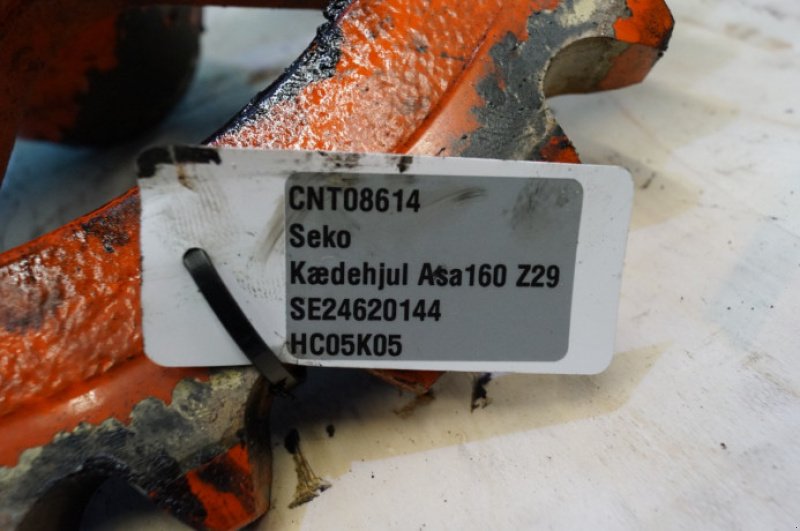 CNT08614
Seko
Kædehjul Asa160 Z29
SE24620144
HC05K05